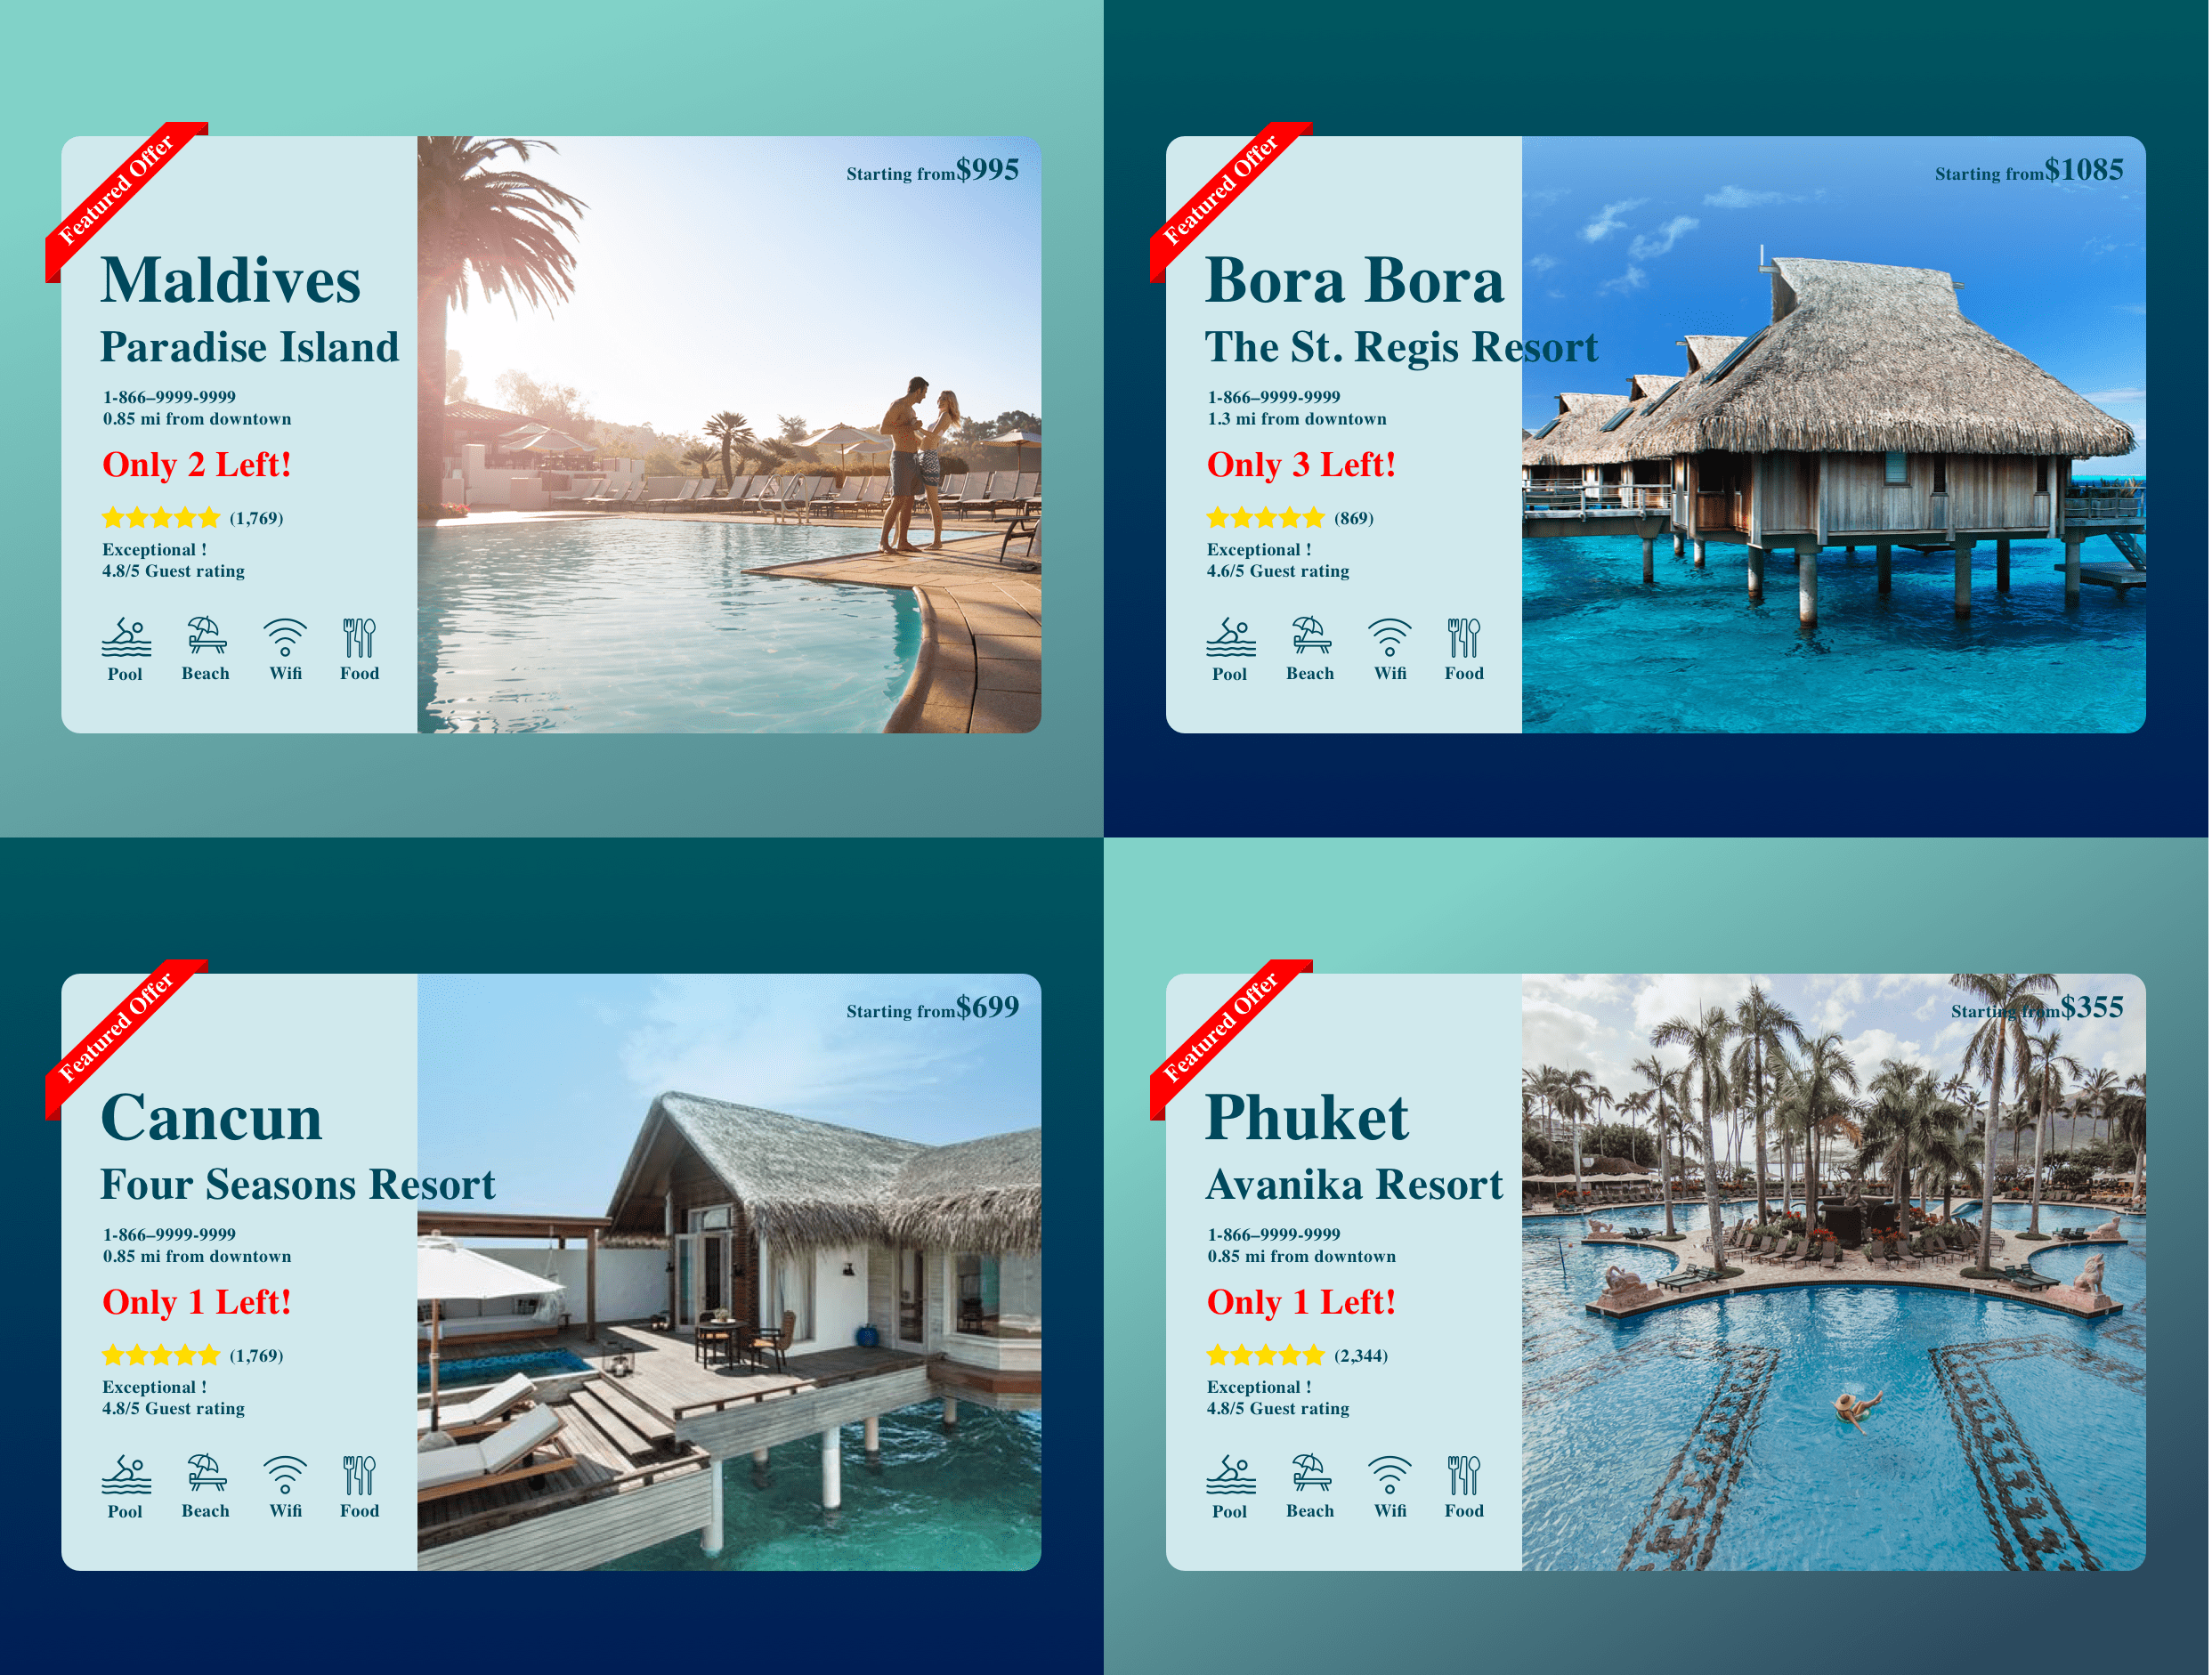 Featured Offer
Starting from$995
Maldives
Paradise Island
1-866–9999-9999
0.85 mi from downtown
Only 2 Left!
(1,769)
Exceptional !
4.8/5 Guest rating
Pool Beach Wifi Food
Featured Offer
Starting from$1085
Bora Bora
The St. Regis Resort
1-866–9999-9999
1.3 mi from downtown
Only 3 Left!
(869)
Exceptional !
4.6/5 Guest rating
Pool Beach Wifi Food
Featured Offer
Starting from$699
Cancun
Four Seasons Resort
1-866–9999-9999
0.85 mi from downtown
Only 1 Left!
(1,769)
Exceptional !
4.8/5 Guest rating
Pool Beach Wifi Food
Featured Offer
Starting from$355
Phuket
Avanika Resort
1-866–9999-9999
0.85 mi from downtown
Only 1 Left!
(2,344)
Exceptional !
4.8/5 Guest rating
Pool Beach Wifi Food